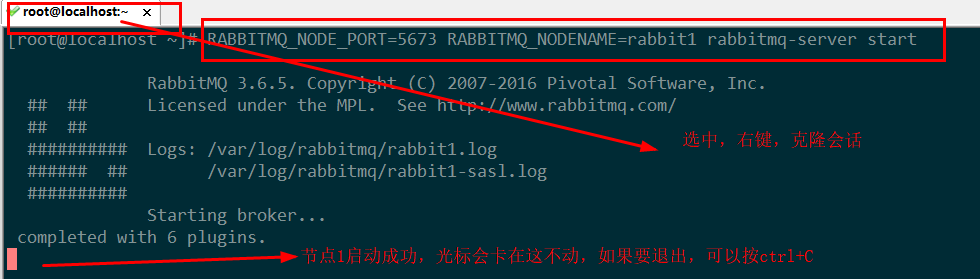 root@localhost:~ ×
[root@localhost ~]# RABBITMQ_NODE_PORT=5673 RABBITMQ_NODENAME=rabbit1 rabbitmq-server start
RabbitMQ 3.6.5. Copyright (C) 2007-2016 Pivotal Software, Inc.
## ## Licensed under the MPL. See http://www.rabbitmq.com/
## ##
选中，右键，克隆会话
########## Logs: /var/log/rabbitmq/rabbit1.log
###### ## /var/log/rabbitmq/rabbit1-sasl.log
##########
Starting broker...
completed with 6 plugins.
节点1启动成功，光标会卡在这不动，如果要退出，可以按ctrl+C